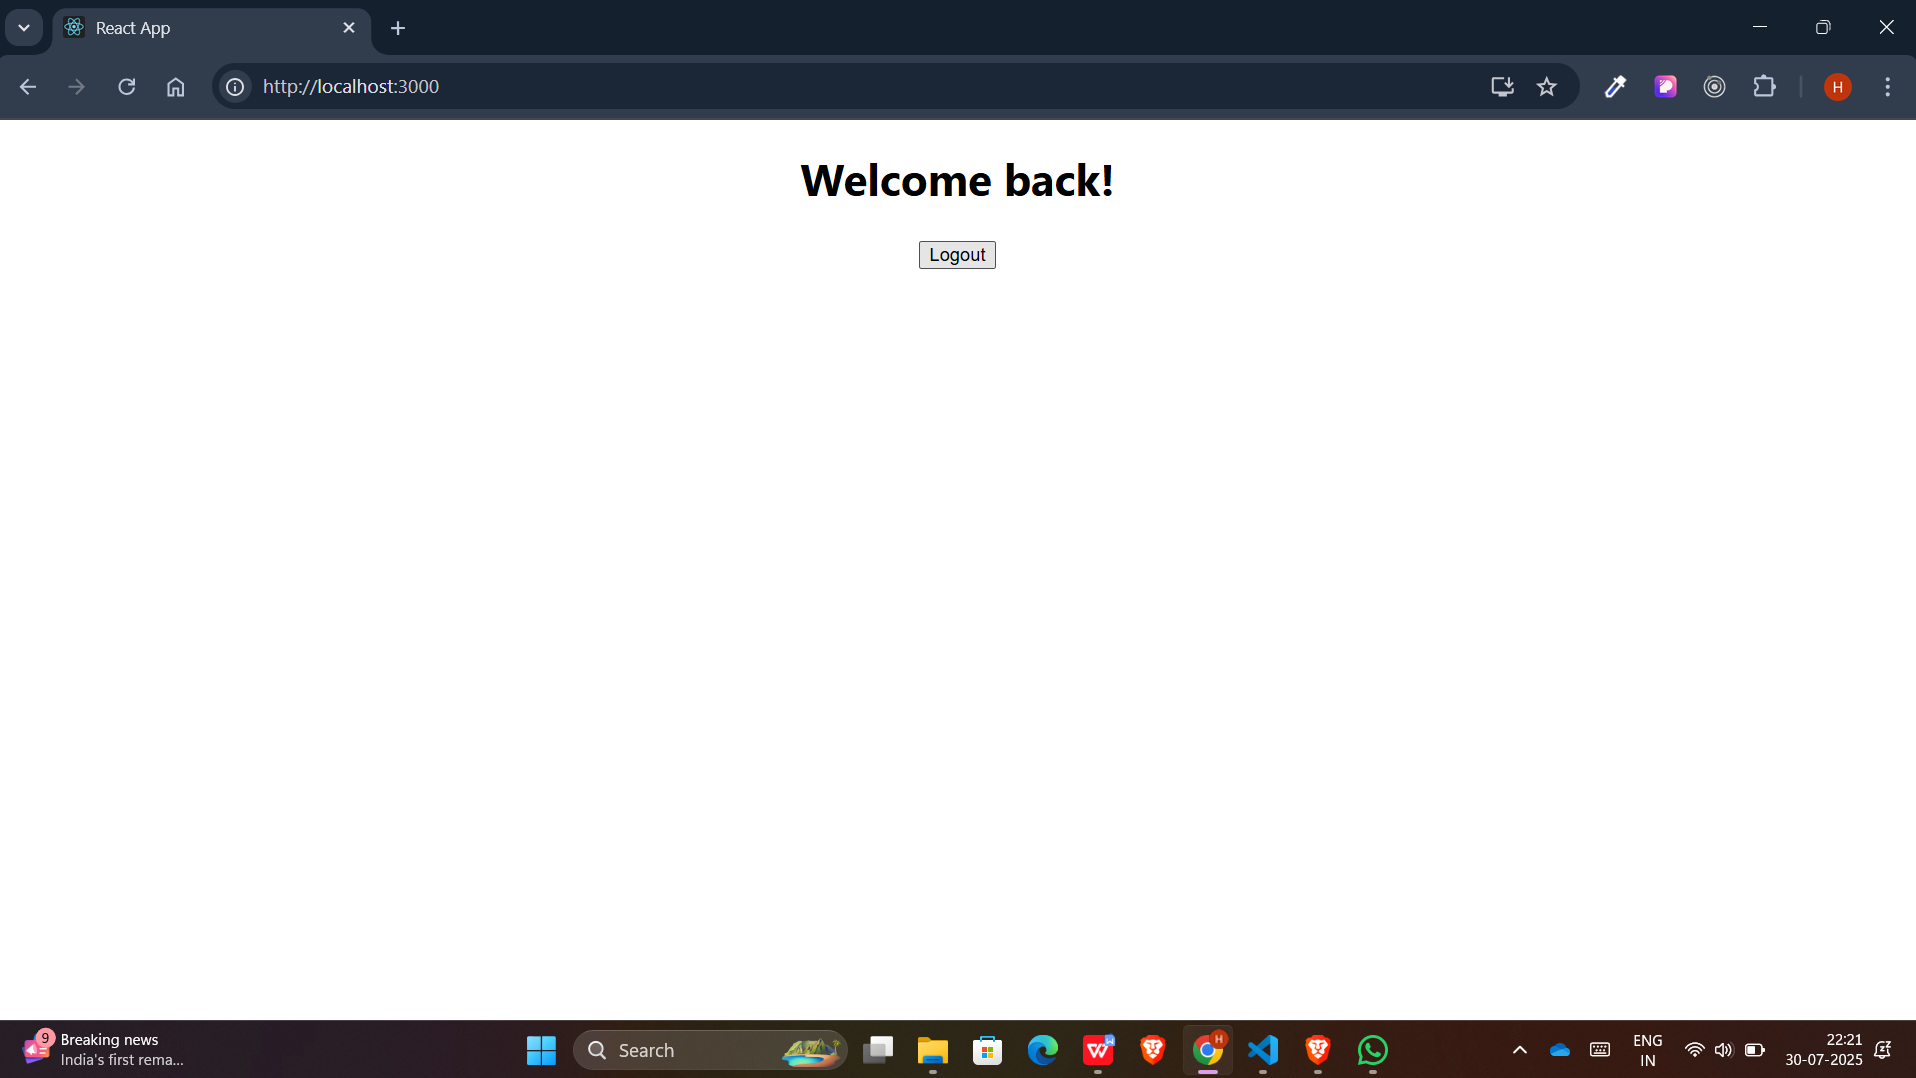 React App
http://localhost:3000
H
Welcome back!
Logout
9
Breaking news
India's first rema...
Search
H
ENG
IN
22:21
30-07-2025